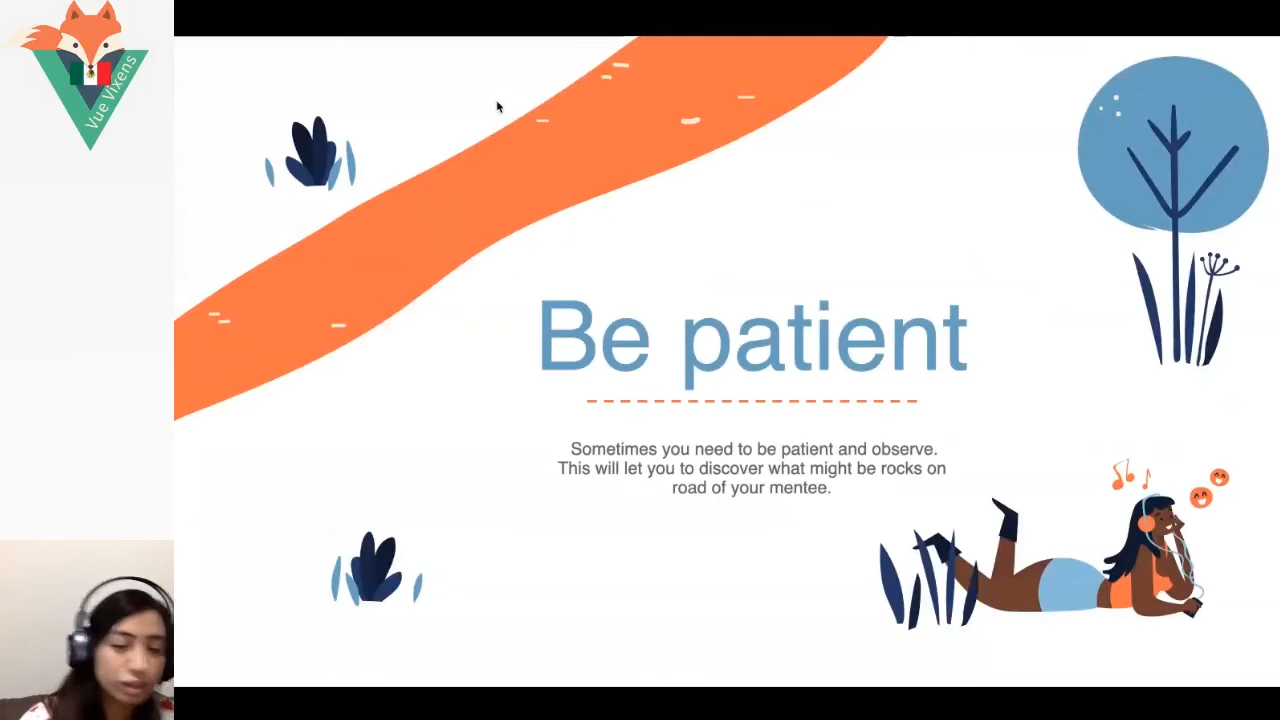 Vue Vixens
Be patient
Sometimes you need to be patient and observe.
This will let you to discover what might be rocks on
road of your mentee.